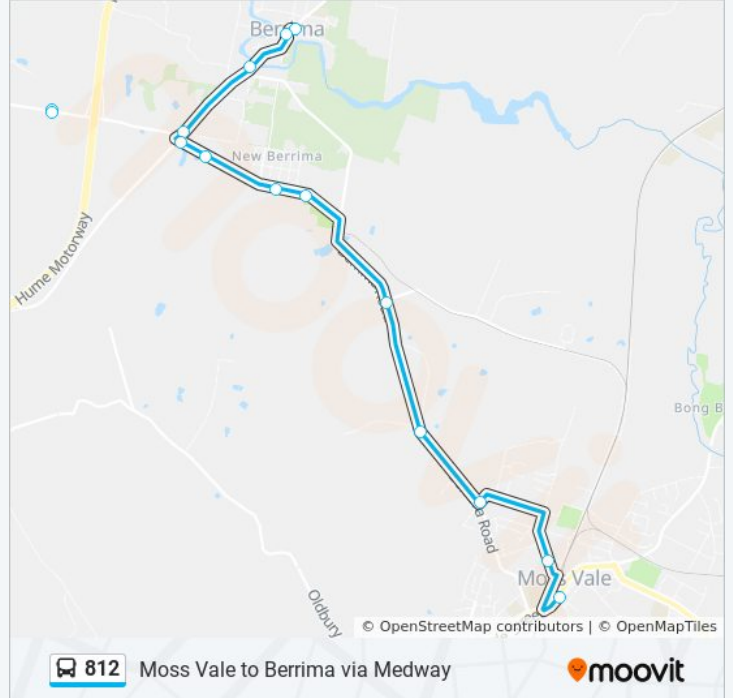 Berrima
New Berrima
Hume Motorway
a Road
Bong B
Moss Vale
Oldbury
© OpenStreetMap contributors | © OpenMapTiles
812 Moss Vale to Berrima via Medway
moovit